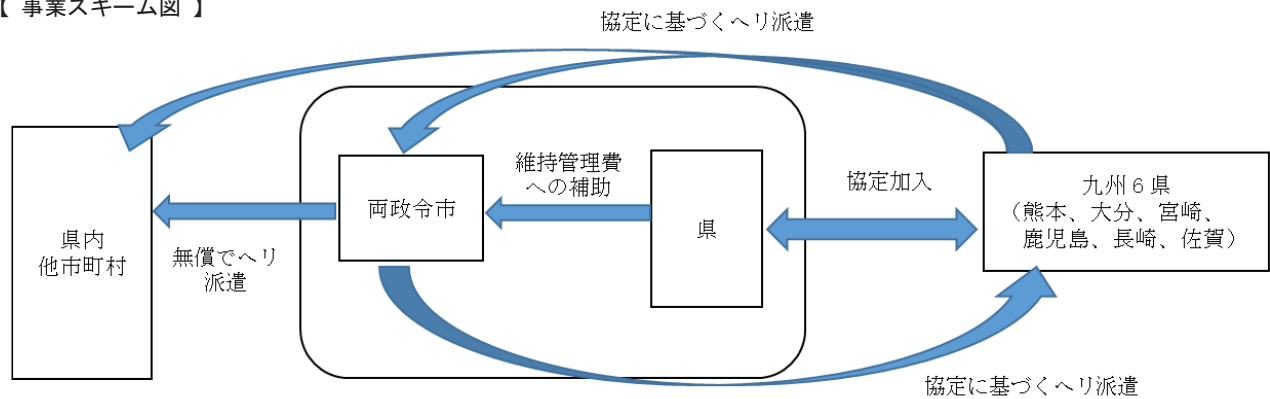 【 事業スキーム図 】
協定に基づくヘリ派遣
県内
他市町村
無償でヘリ
派遣
両政令市
維持管理費
への補助
県
協定加入
九州6県
（熊本、大分、宮崎、
鹿児島、長崎、佐賀）
協定に基づくヘリ派遣